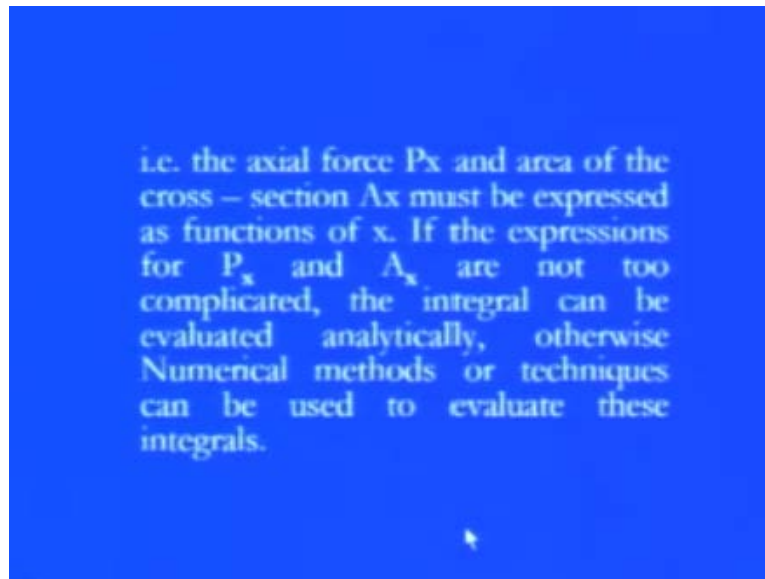 i.e. the axial force Px and area of the
cross – section Ax must be expressed
as functions of x. If the expressions
for Pₓ and Aₓ are not too
complicated, the integral can be
evaluated analytically, otherwise
Numerical methods or techniques
can be used to evaluate these
integrals.